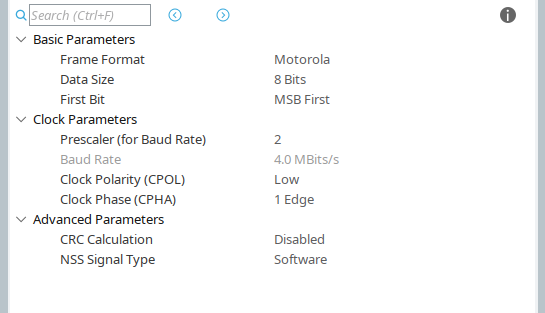 Search (Ctrl+F)
Basic Parameters
Frame Format Motorola
Data Size 8 Bits
First Bit MSB First
Clock Parameters
Prescaler (for Baud Rate) 2
Baud Rate 4.0 MBits/s
Clock Polarity (CPOL) Low
Clock Phase (CPHA) 1 Edge
Advanced Parameters
CRC Calculation Disabled
NSS Signal Type Software